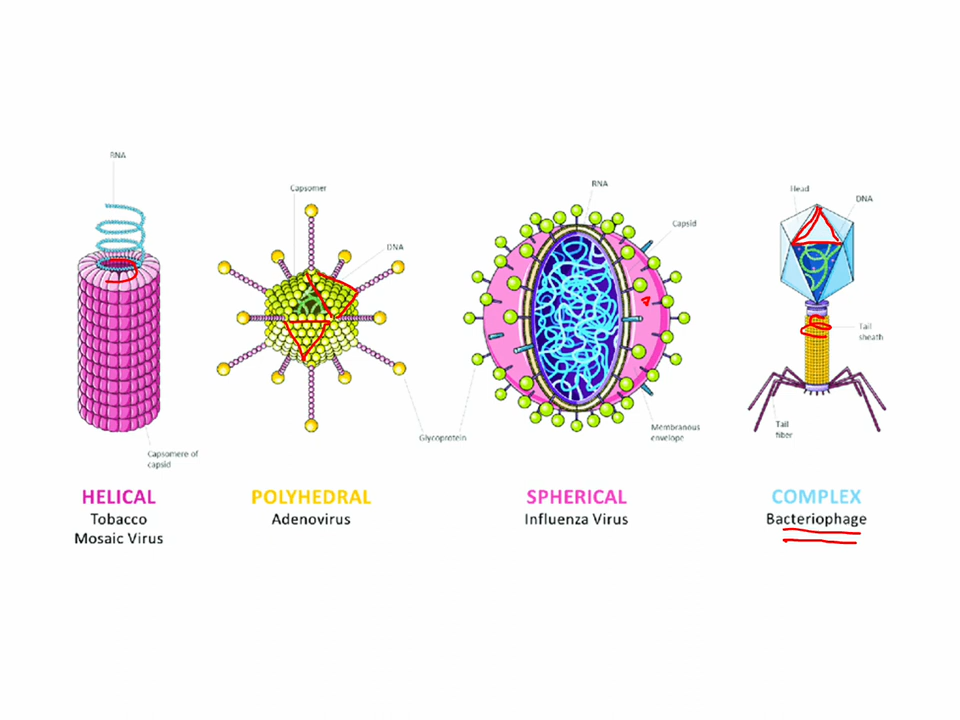 RNA
Capsomer
DNA
RNA
Capsid
Head
DNA
Tail
sheath
Tail
fiber
Glycoprotein
Membranous
envelope
Capsomere of
capsid
HELICAL
Tobacco
Mosaic Virus
POLYHEDRAL
Adenovirus
SPHERICAL
Influenza Virus
COMPLEX
Bacteriophage